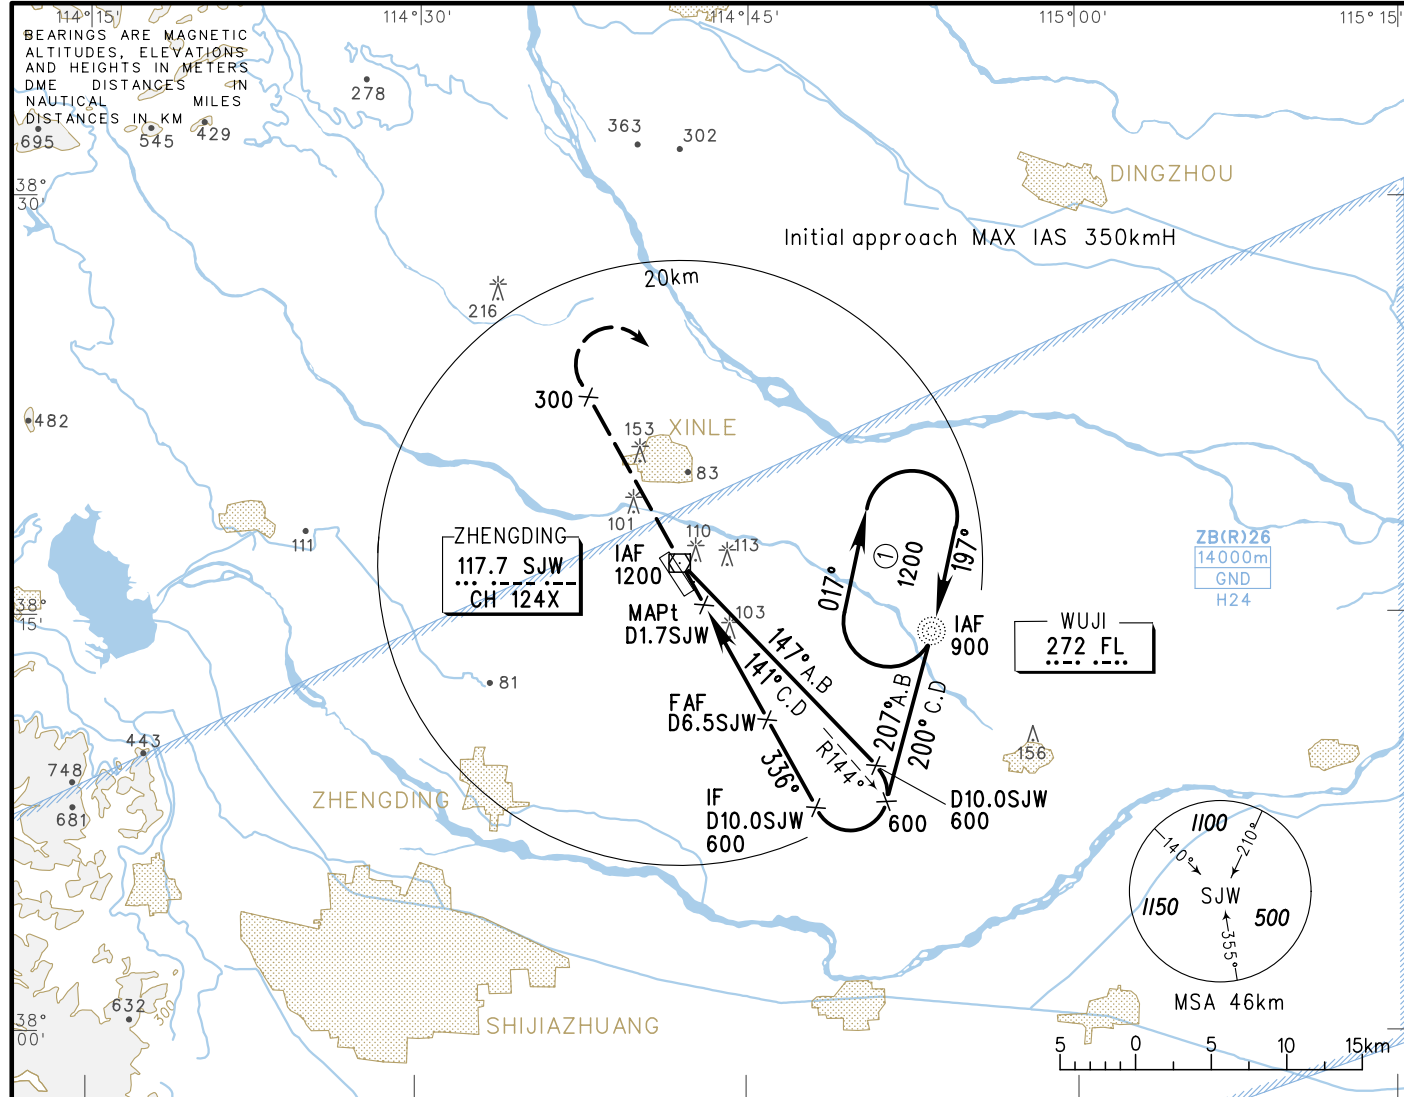 114°15'
114°30'
114°45'
115°00'
115°15'
BEARINGS ARE MAGNETIC
ALTITUDES, ELEVATIONS
AND HEIGHTS IN METERS
DME DISTANCES IN
NAUTICAL MILES
DISTANCES IN KM
278
695
545
429
363
302
38°
30'
DINGZHOU
Initial approach MAX IAS 350kmH
20km
216
300
482
153
XINLE
83
101
111
110
113
ZHENGDING
117.7 SJW
CH 124X
IAF
1200
017°
1
1200
197°
ZB(R)26
14000m
GND
H24
38°
15'
MAPt
D1.7SJW
103
IAF
900
WUJI
272 FL
147° A.B
141° C.D
81
FAF
D6.5SJW
207° A.B
200° C.D
156
443
748
681
336°
R144°
ZHENGDING
IF
D10.0SJW
600
600
D10.0SJW
600
1100
140°
210°
SJW
1150
500
355°
MSA 46km
632
300
SHIJIAZHUANG
38°
00'
5 0 5 10 15km